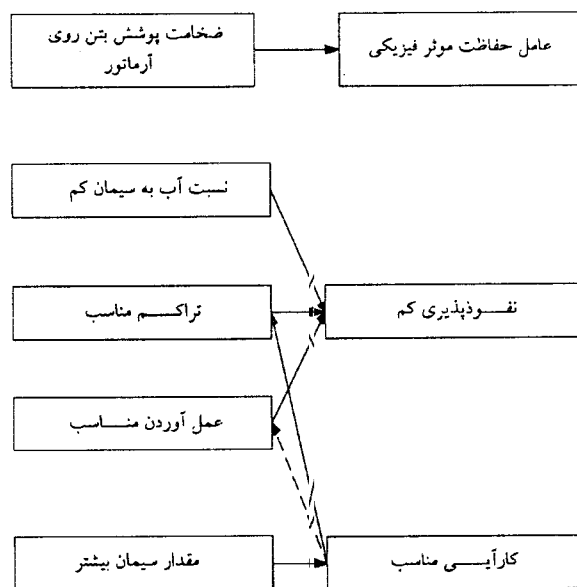 ضخامت پوشش بتن روی
آرماتور
عامل حفاظت موثر فیزیکی
نسبت آب به سیمان کم
تراکم مناسب
نفوذپذیری کم
عمل آوردن مناسب
مقدار سیمان بیشتر
کارآیی مناسب